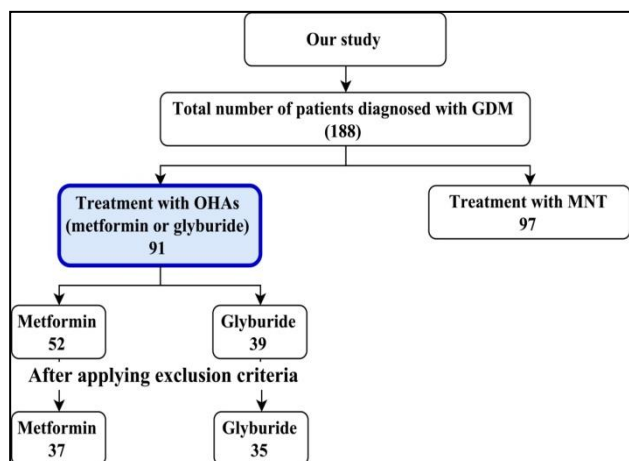 Our study
Total number of patients diagnosed with GDM
(188)
Treatment with OHAs
(metformin or glyburide)
91
Treatment with MNT
97
Metformin
52
Glyburide
39
After applying exclusion criteria
Metformin
37
Glyburide
35